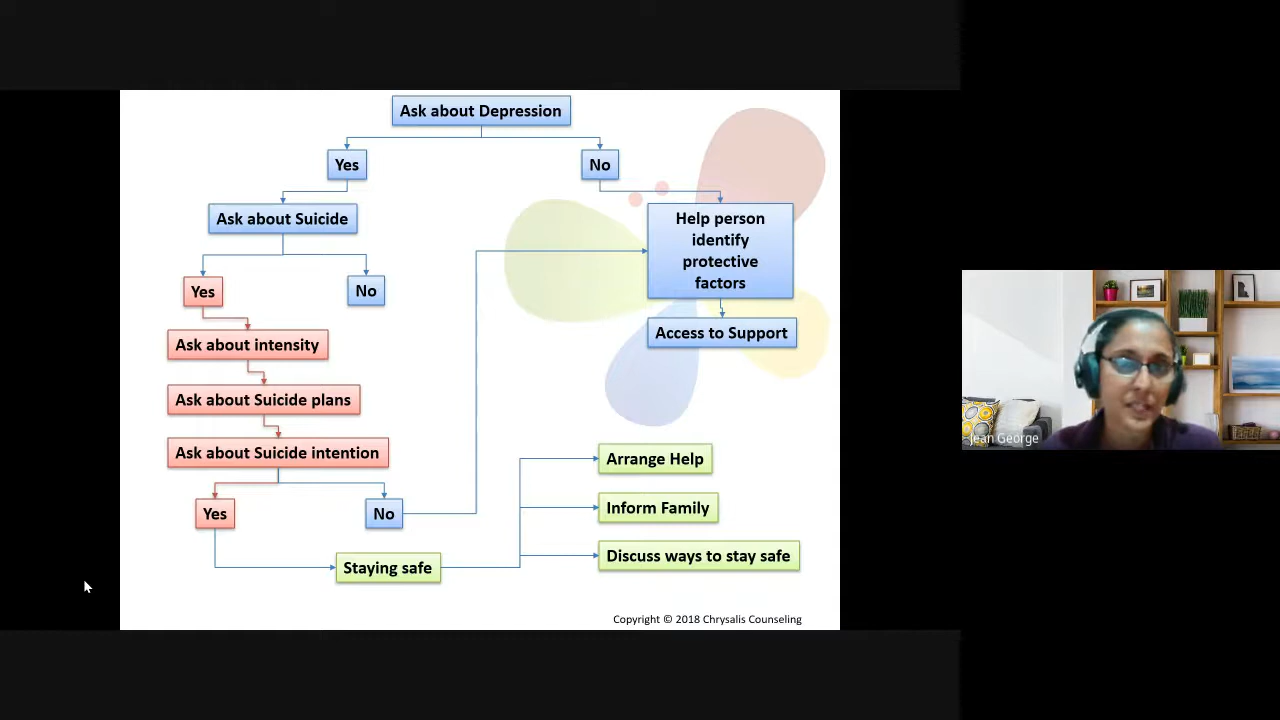 Ask about Depression
Yes
No
Ask about Suicide
Help person
identify
protective
factors
Yes
No
Access to Support
Ask about intensity
Ask about Suicide plans
Ask about Suicide intention
Yes
No
Arrange Help
Inform Family
Discuss ways to stay safe
Staying safe
Copyright © 2018 Chrysalis Counseling
Jean George